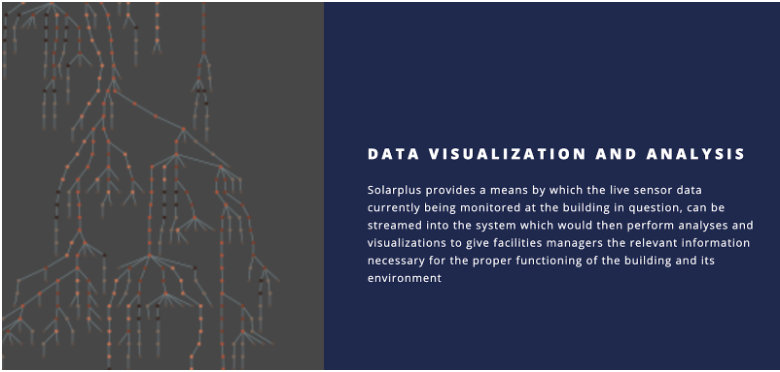 DATA VISUALIZATION AND ANALYSIS
Solarplus provides a means by which the live sensor data
currently being monitored at the building in question, can be
streamed into the system which would then perform analyses and
visualizations to give facilities managers the relevant information
necessary for the proper functioning of the building and its
environment